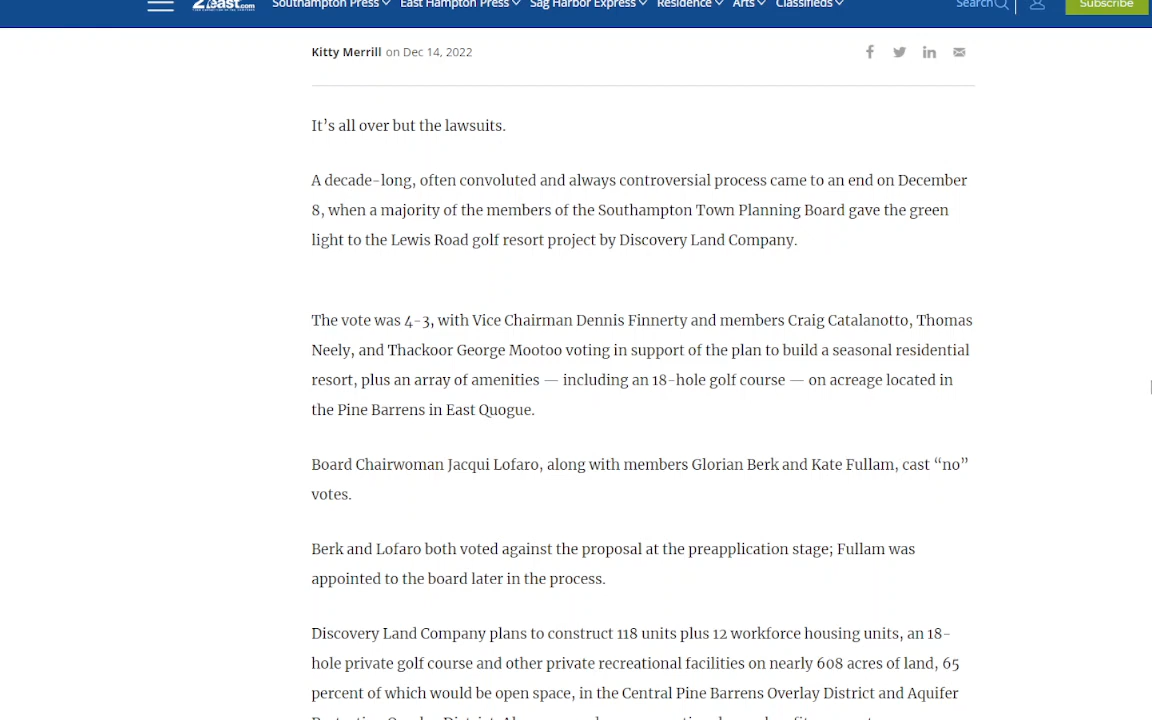 27east.com Southampton Press East Hampton Press Sag Harbor Express Residence Arts Classifieds Search Subscribe
Kitty Merrill on Dec 14, 2022
It’s all over but the lawsuits.
A decade-long, often convoluted and always controversial process came to an end on December
8, when a majority of the members of the Southampton Town Planning Board gave the green
light to the Lewis Road golf resort project by Discovery Land Company.
The vote was 4-3, with Vice Chairman Dennis Finnerty and members Craig Catalanotto, Thomas
Neely, and Thackoor George Mootoo voting in support of the plan to build a seasonal residential
resort, plus an array of amenities — including an 18-hole golf course — on acreage located in
the Pine Barrens in East Quogue.
Board Chairwoman Jacqui Lofaro, along with members Glorian Berk and Kate Fullam, cast “no”
votes.
Berk and Lofaro both voted against the proposal at the preapplication stage; Fullam was
appointed to the board later in the process.
Discovery Land Company plans to construct 118 units plus 12 workforce housing units, an 18-
hole private golf course and other private recreational facilities on nearly 608 acres of land, 65
percent of which would be open space, in the Central Pine Barrens Overlay District and Aquifer